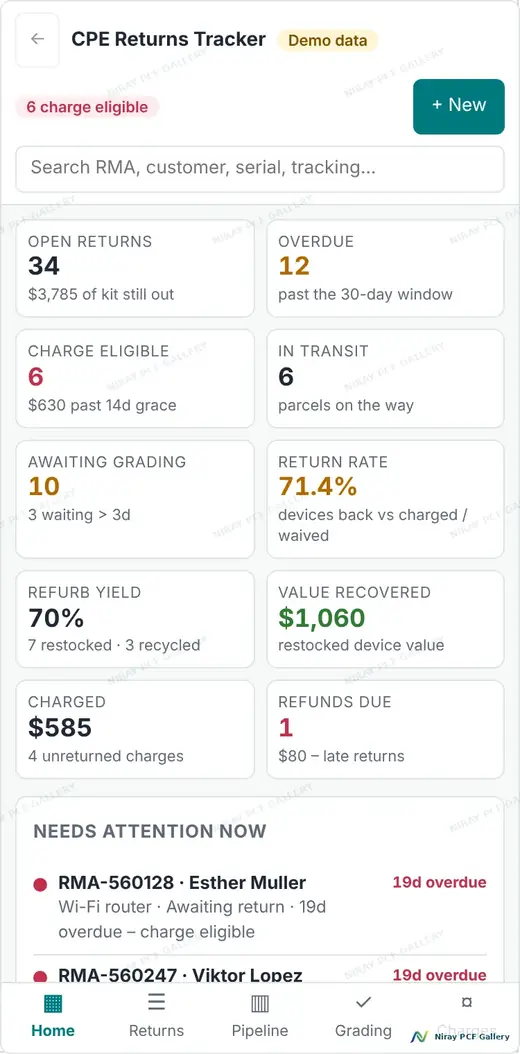 ← CPE Returns Tracker Demo data
6 charge eligible
+ New
Search RMA, customer, serial, tracking...
OPEN RETURNS
34
$3,785 of kit still out
OVERDUE
12
past the 30-day window
CHARGE ELIGIBLE
6
$630 past 14d grace
IN TRANSIT
6
parcels on the way
AWAITING GRADING
10
3 waiting > 3d
RETURN RATE
71.4%
devices back vs charged /
waived
REFURB YIELD
70%
7 restocked · 3 recycled
VALUE RECOVERED
$1,060
restocked device value
CHARGED
$585
4 unreturned charges
REFUNDS DUE
1
$80 – late returns
NEEDS ATTENTION NOW
RMA-560128 · Esther Muller 19d overdue
Wi-Fi router · Awaiting return · 19d
overdue – charge eligible
RMA-560247 · Viktor Lopez 19d overdue
Home Returns Pipeline Grading Charges
Niray PCF Gallery
NIRAY PCF GALLERY